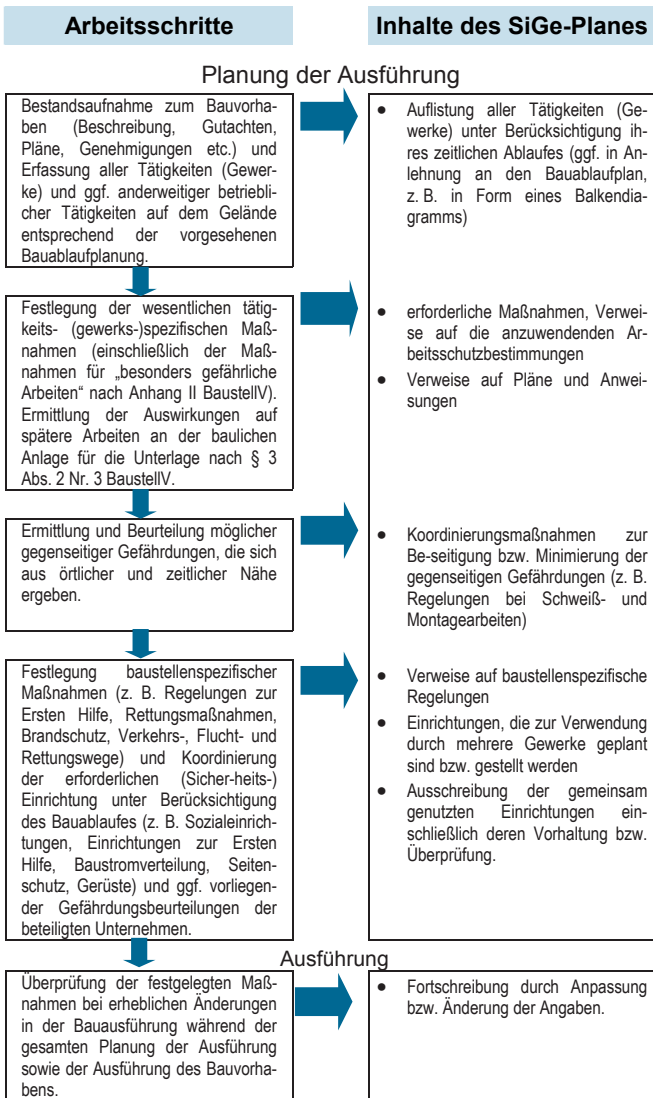 Arbeitsschritte
Inhalte des SiGe-Planes
Planung der Ausführung
Bestandsaufnahme zum Bauvorha-
ben (Beschreibung, Gutachten,
Pläne, Genehmigungen etc.) und
Erfassung aller Tätigkeiten (Gewer-
ke) und ggf. anderweitiger betriebli-
cher Tätigkeiten auf dem Gelände
entsprechend der vorgesehenen
Bauablaufplanung.
• Auflistung aller Tätigkeiten (Ge-
werke) unter Berücksichtigung ih-
res zeitlichen Ablaufes (ggf. in An-
lehnung an den Bauablaufplan,
z. B. in Form eines Balkendia-
gramms)
Festlegung der wesentlichen tätig-
keits- (gewerks-)spezifischen Maß-
nahmen (einschließlich der Maß-
nahmen für „besonders gefährliche
Arbeiten“ nach Anhang II BaustellV).
Ermittlung der Auswirkungen auf
spätere Arbeiten an der baulichen
Anlage für die Unterlage nach § 3
Abs. 2 Nr. 3 BaustellV.
• erforderliche Maßnahmen, Verwei-
se auf die anzuwendenden Ar-
beitsschutzbestimmungen
• Verweise auf Pläne und Anwei-
sungen
Ermittlung und Beurteilung möglicher
gegenseitiger Gefährdungen, die sich
aus örtlicher und zeitlicher Nähe
ergeben.
• Koordinierungsmaßnahmen zur
Be-seitigung bzw. Minimierung der
gegenseitigen Gefährdungen (z. B.
Regelungen bei Schweiß- und
Montagearbeiten)
Festlegung baustellenspezifischer
Maßnahmen (z. B. Regelungen zur
Ersten Hilfe, Rettungsmaßnahmen,
Brandschutz, Verkehrs-, Flucht- und
Rettungswege) und Koordinierung
der erforderlichen (Sicher-heits-)
Einrichtung unter Berücksichtigung
des Bauablaufes (z. B. Sozialeinrich-
tungen, Einrichtungen zur Ersten
Hilfe, Baustromverteilung, Seiten-
schutz, Gerüste) und ggf. vorliegen-
der Gefährdungsbeurteilungen der
beteiligten Unternehmen.
• Verweise auf baustellenspezifische
Regelungen
• Einrichtungen, die zur Verwendung
durch mehrere Gewerke geplant
sind bzw. gestellt werden
• Ausschreibung der gemeinsam
genutzten Einrichtungen ein-
schließlich deren Vorhaltung bzw.
Überprüfung.
Ausführung
Überprüfung der festgelegten Maß-
nahmen bei erheblichen Änderungen
in der Bauausführung während der
gesamten Planung der Ausführung
sowie der Ausführung des Bauvorha-
bens.
• Fortschreibung durch Anpassung
bzw. Änderung der Angaben.